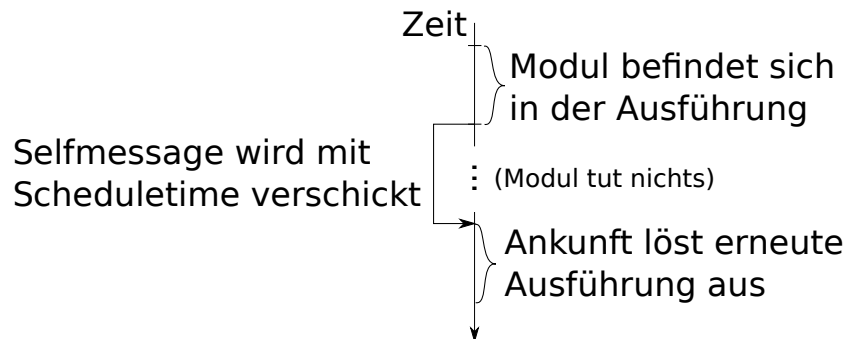 Zeit
Modul befindet sich
in der Ausführung
Selfmessage wird mit
Scheduletime verschickt
(Modul tut nichts)
Ankunft löst erneute
Ausführung aus